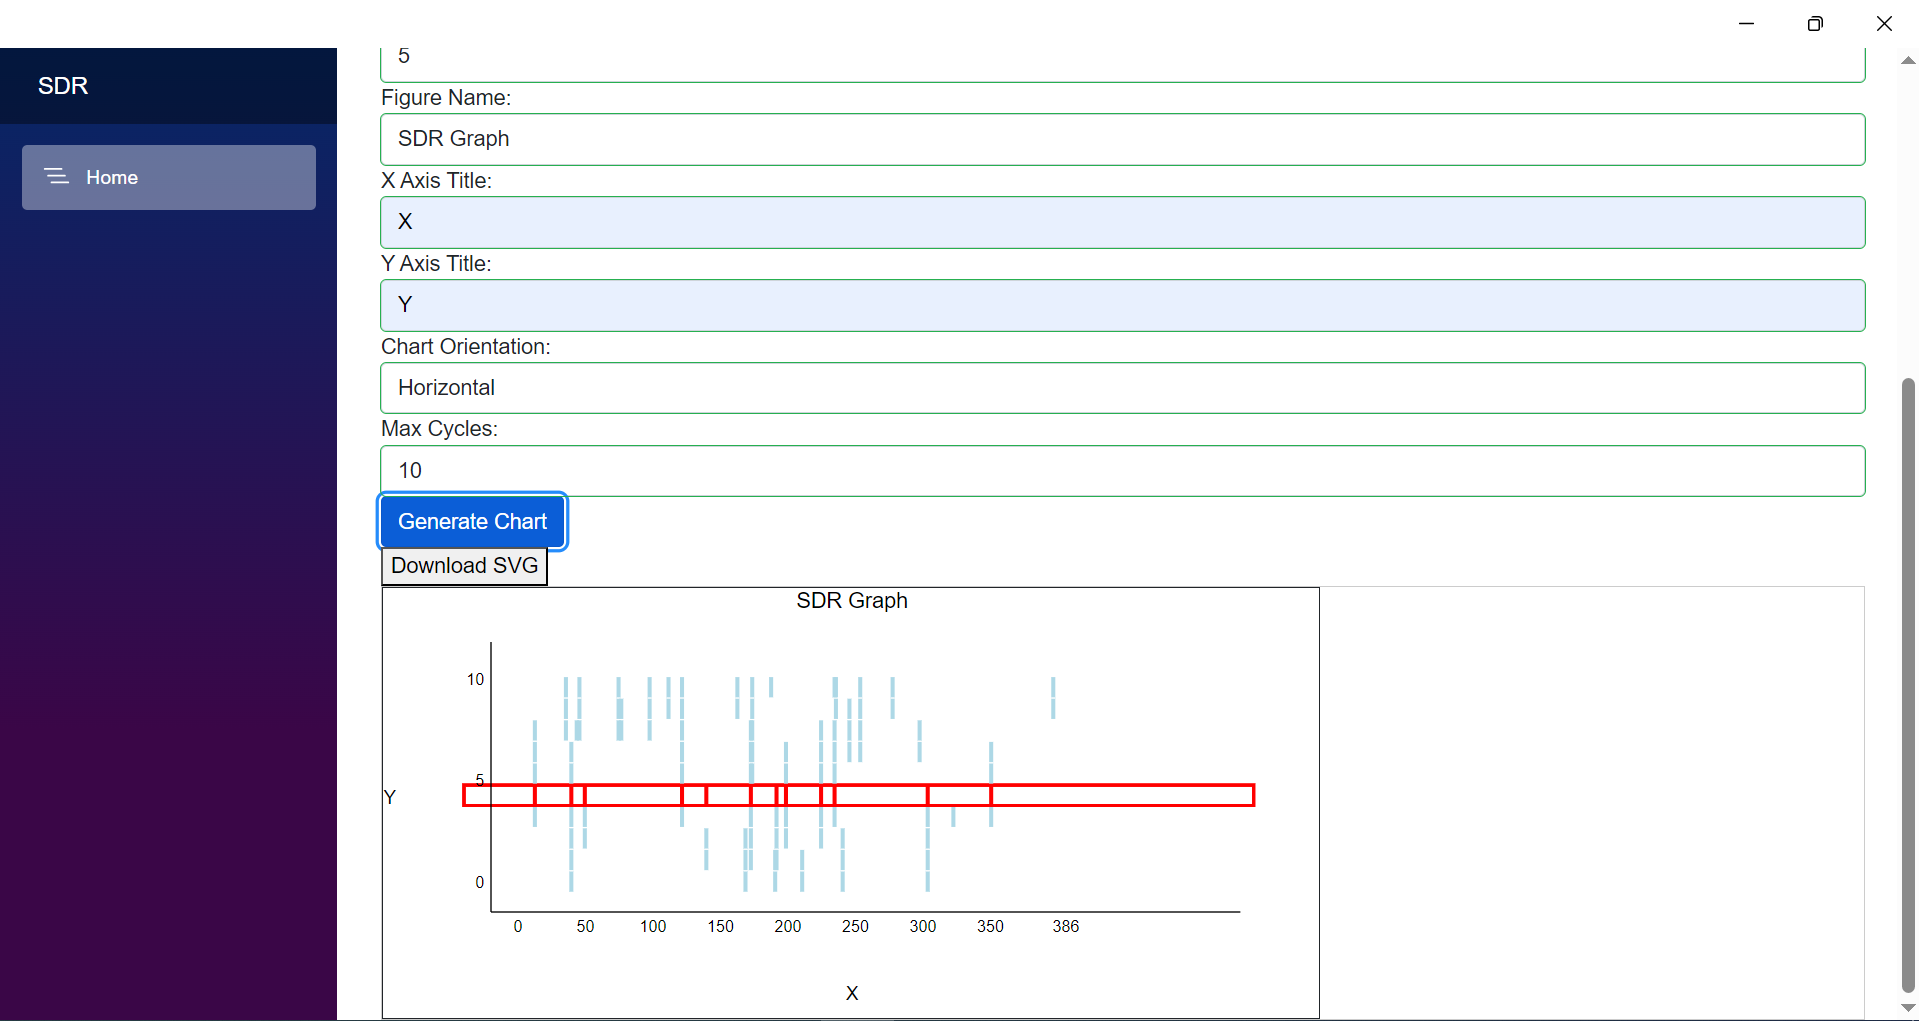 SDR
Home
5
Figure Name:
SDR Graph
X Axis Title:
X
Y Axis Title:
Y
Chart Orientation:
Horizontal
Max Cycles:
10
Generate Chart
Download SVG
SDR Graph
10
5
Y
0
0 50 100 150 200 250 300 350 386
X